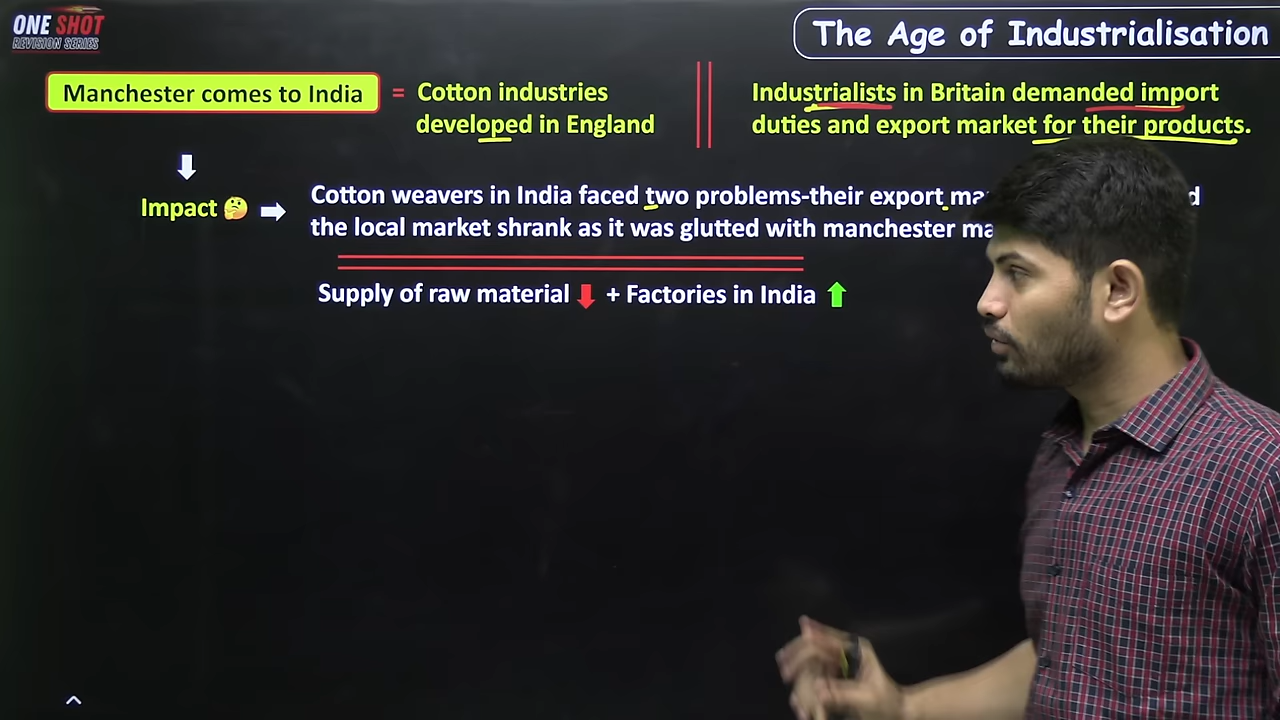 ONE SHOT
REVISION SERIES
The Age of Industrialisation
Manchester comes to India = Cotton industries
developed in England
Industrialists in Britain demanded import
duties and export market for their products.
Impact
Cotton weavers in India faced two problems-their export
the local market shrank as it was glutted with manchester
Supply of raw material + Factories in India